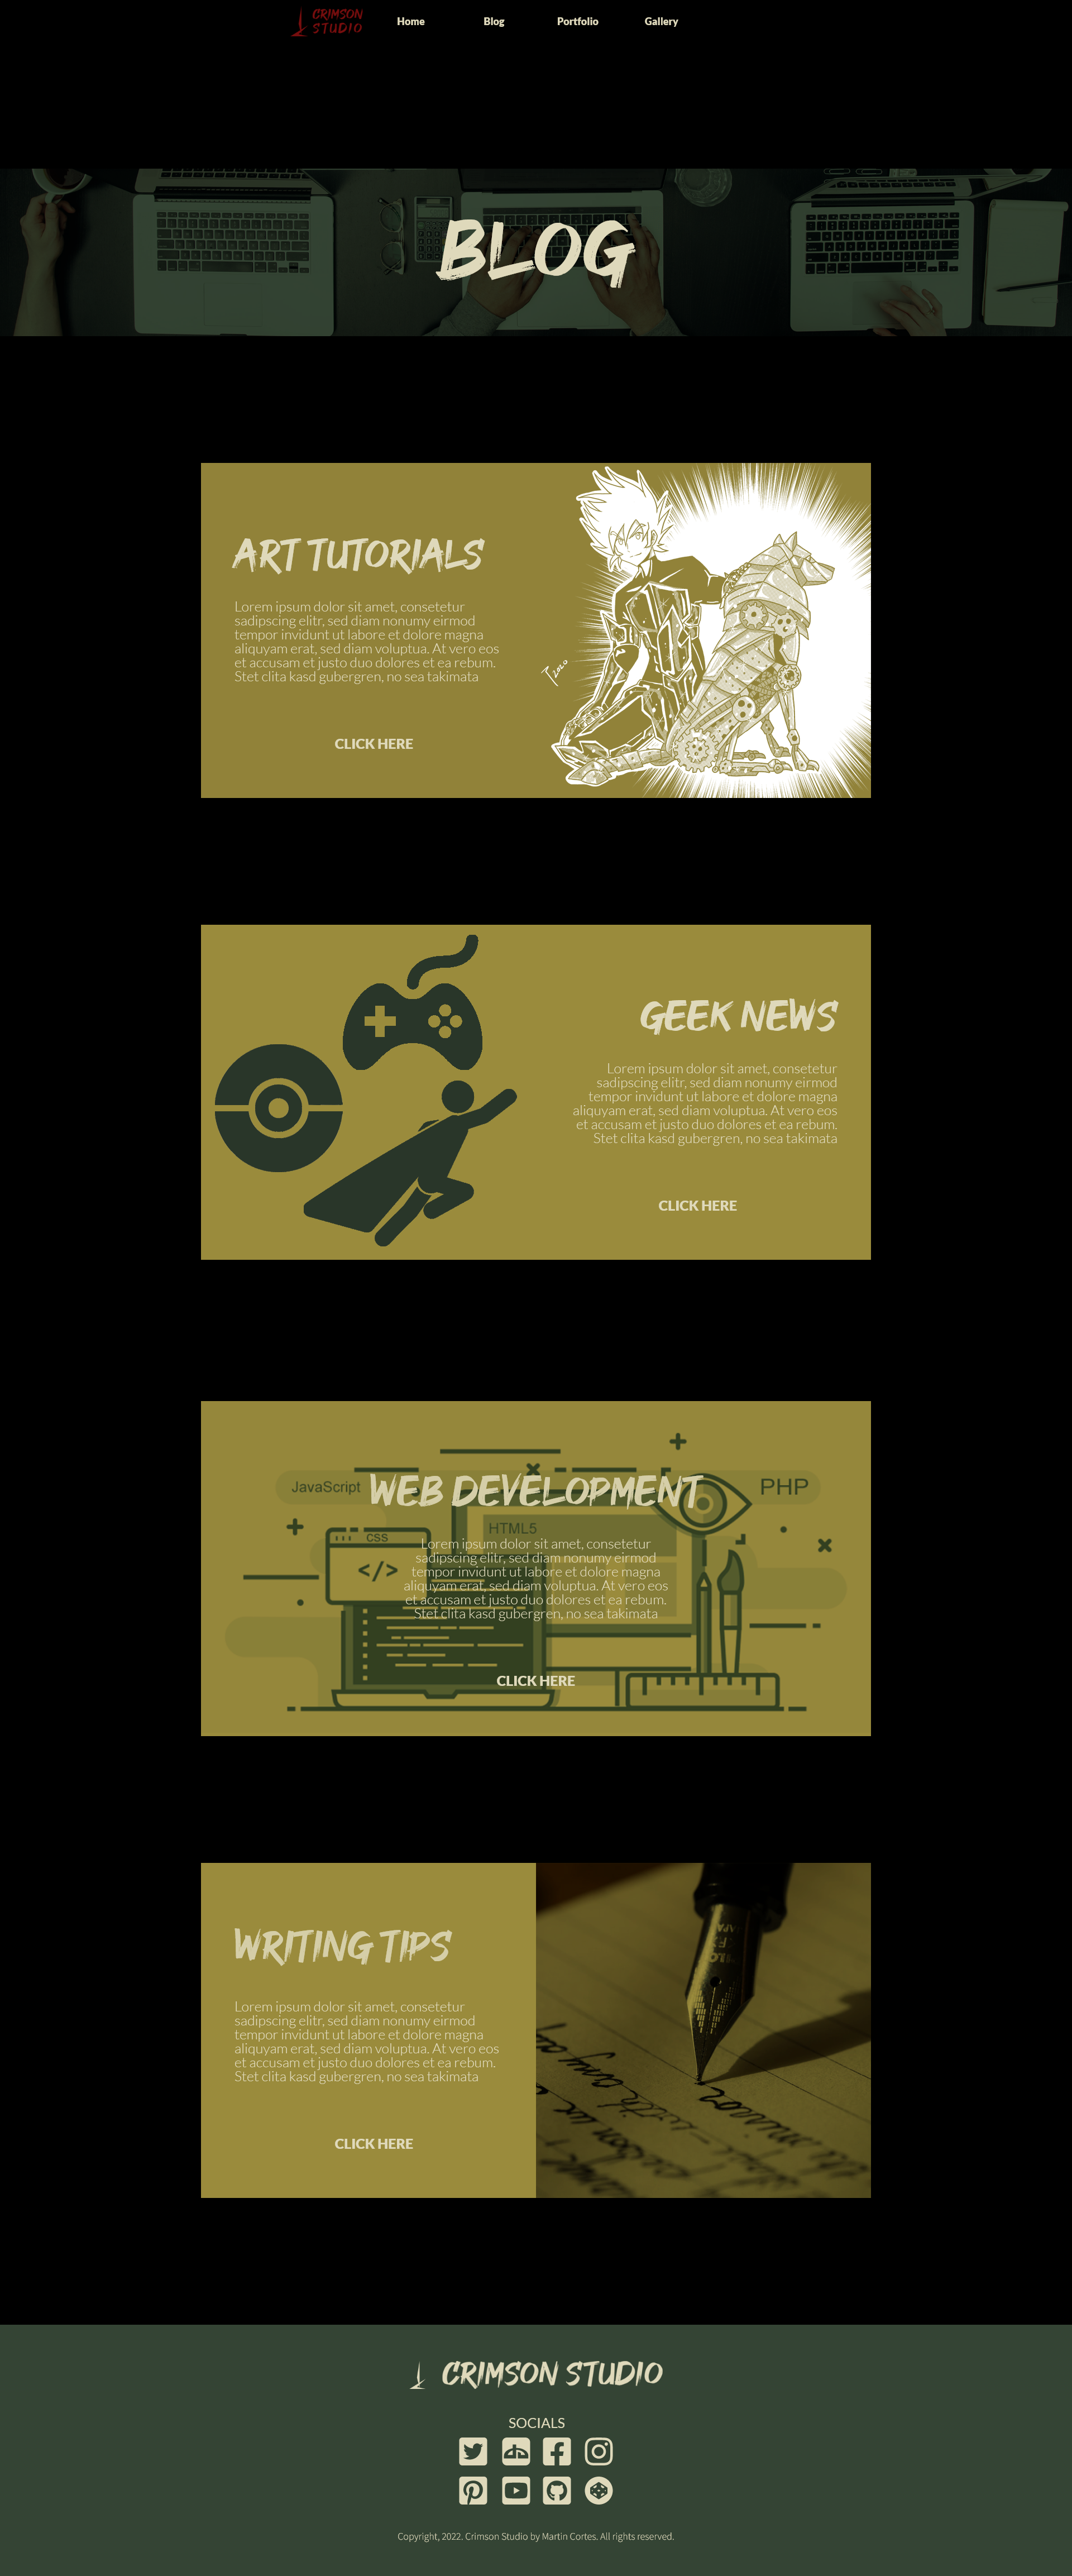 CRIMSON
STUDIO
Home Blog Portfolio Gallery
BLOG
ART TUTORIALS
Lorem ipsum dolor sit amet, consetetur
sadipscing elitr, sed diam nonumy eirmod
tempor invidunt ut labore et dolore magna
aliquyam erat, sed diam voluptua. At vero eos
et accusam et justo duo dolores et ea rebum.
Stet clita kasd gubergren, no sea takimata
CLICK HERE
2020
GEEK NEWS
Lorem ipsum dolor sit amet, consetetur
sadipscing elitr, sed diam nonumy eirmod
tempor invidunt ut labore et dolore magna
aliquyam erat, sed diam voluptua. At vero eos
et accusam et justo duo dolores et ea rebum.
Stet clita kasd gubergren, no sea takimata
CLICK HERE
JavaScript
WEB DEVELOPMENT
PHP
HTML5
CSS
</>
Lorem ipsum dolor sit amet, consetetur
sadipscing elitr, sed diam nonumy eirmod
tempor invidunt ut labore et dolore magna
aliquyam erat, sed diam voluptua. At vero eos
et accusam et justo duo dolores et ea rebum.
Stet clita kasd gubergren, no sea takimata
CLICK HERE
WRITING TIPS
Lorem ipsum dolor sit amet, consetetur
sadipscing elitr, sed diam nonumy eirmod
tempor invidunt ut labore et dolore magna
aliquyam erat, sed diam voluptua. At vero eos
et accusam et justo duo dolores et ea rebum.
Stet clita kasd gubergren, no sea takimata
CLICK HERE
CRIMSON STUDIO
SOCIALS
Copyright, 2022. Crimson Studio by Martin Cortes. All rights reserved.